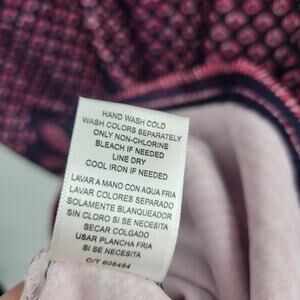 HAND WASH COLD
WASH COLORS SEPARATELY
ONLY NON-CHLORINE
BLEACH IF NEEDED
LINE DRY
COOL IRON IF NEEDED
LAVAR A MANO CON AGUA FRIA
LAVAR COLORES SEPARADO
SOLAMENTE BLANQUEADOR
SIN CLORO SI SE NECESITA
SECAR COLGADO
USAR PLANCHA FRIA
SI SE NECESITA
C/T 605464